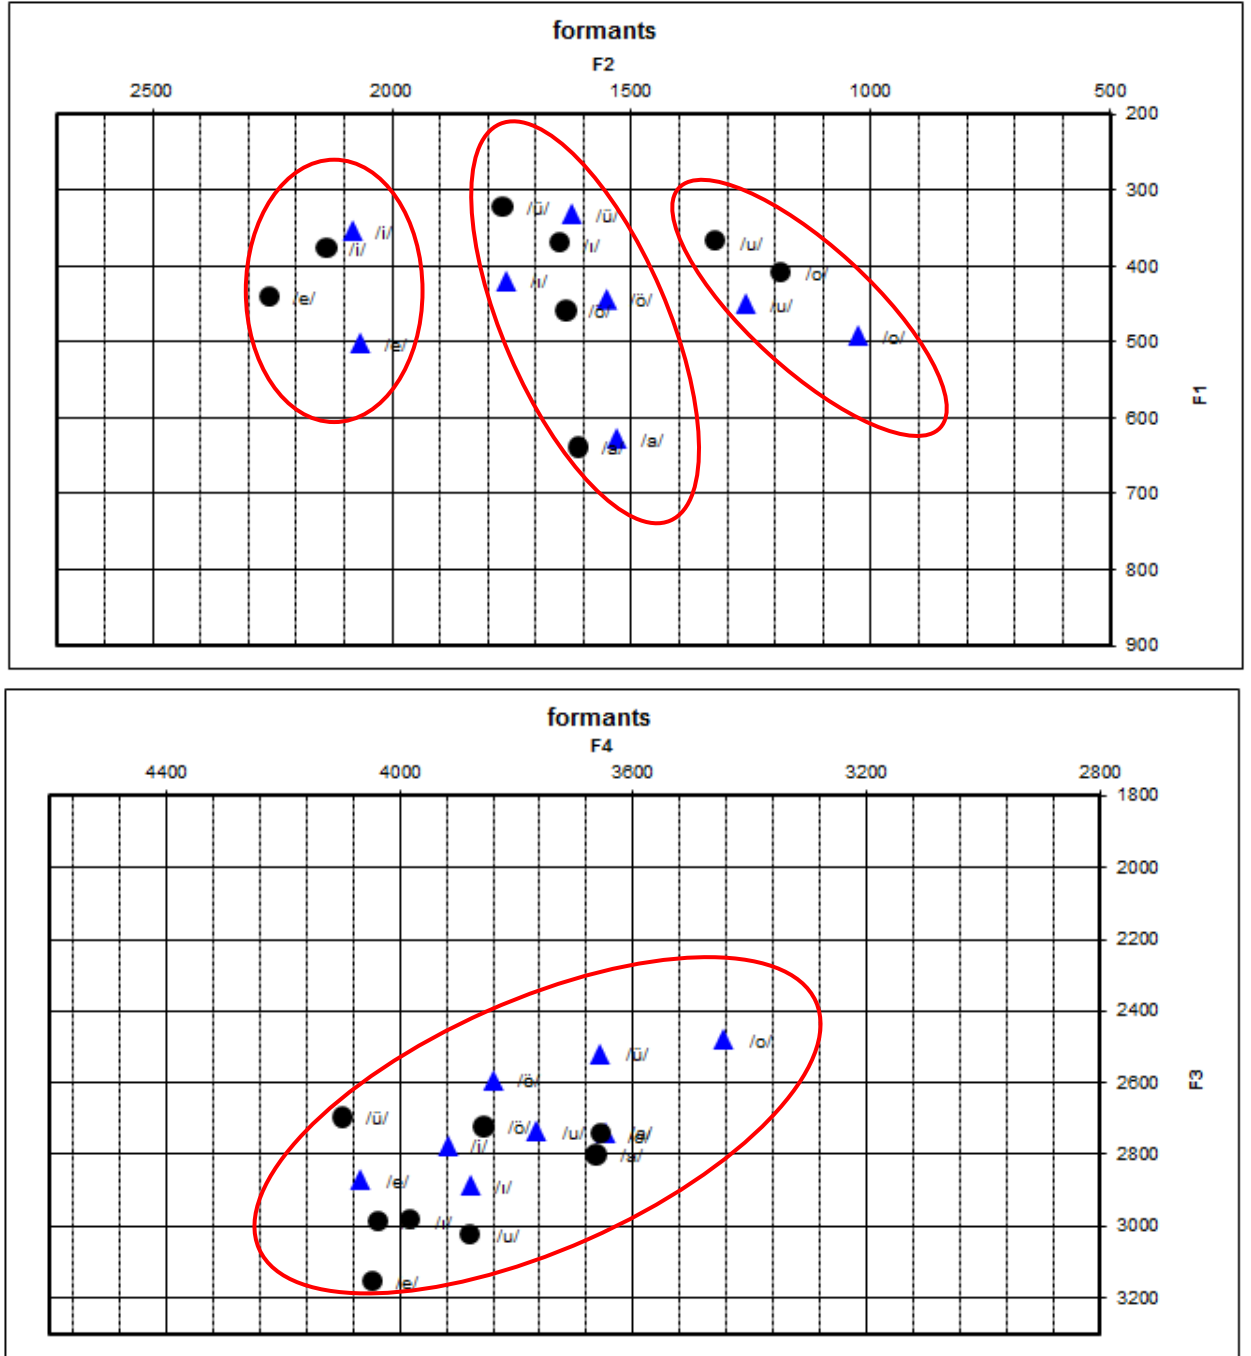 formants
F2
2500 2000 1500 1000 500
200
/ü/ /ü/
300
/i/ /u/
/i/ /ı/
400
/o/
/e/ /ı/ /ö/ /u/
/ö/
500
/e/ /o/
F1
600
/a/ /a/
700
800
900
formants
F4
4400 4000 3600 3200 2800
1800
2000
2200
2400
/ü/ /o/
2600
/ö/
F3
/ü/ /ö/ /u/
/i/
2800
/e/ /ı/
3000
/ı/ /u/
/e/
3200